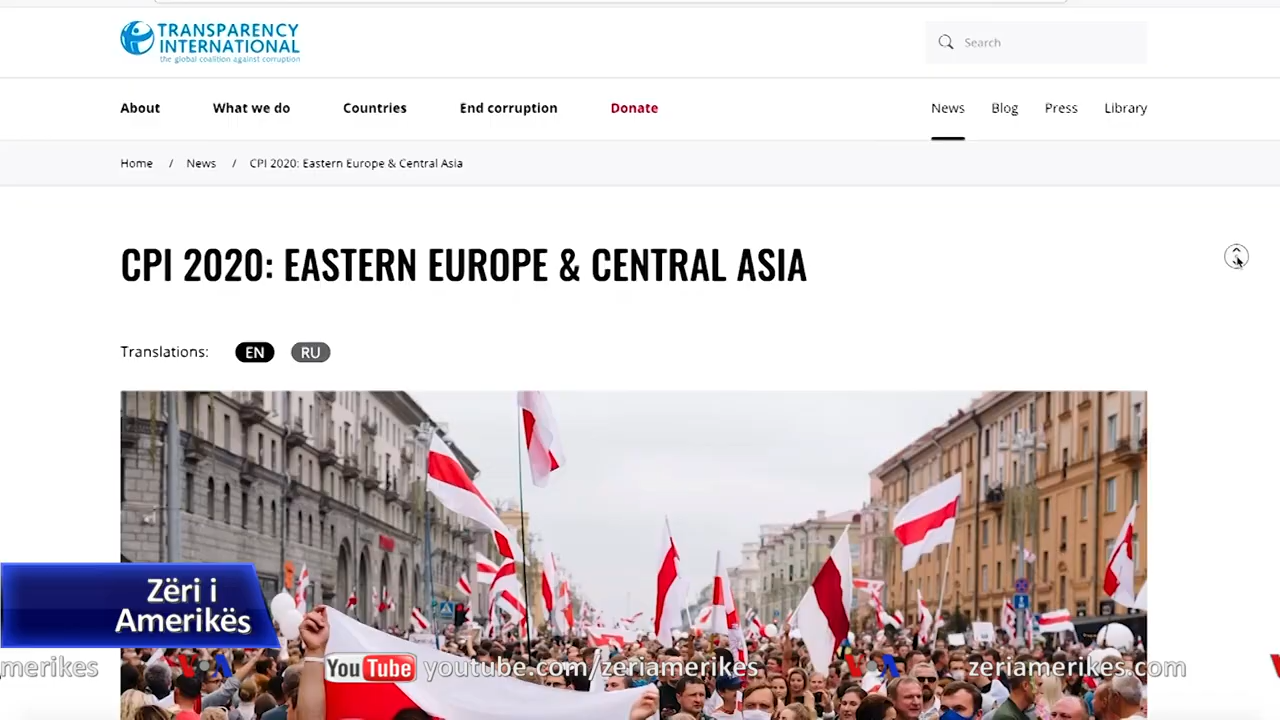 TRANSPARENCY
INTERNATIONAL
the global coalition against corruption
Search
About What we do Countries End corruption Donate News Blog Press Library
Home / News / CPI 2020: Eastern Europe & Central Asia
CPI 2020: EASTERN EUROPE & CENTRAL ASIA
Translations: EN RU
Zëri i
Amerikës
merikes VOA YouTube youtube.com/zeriamerikes VOA zeriamerikes.com